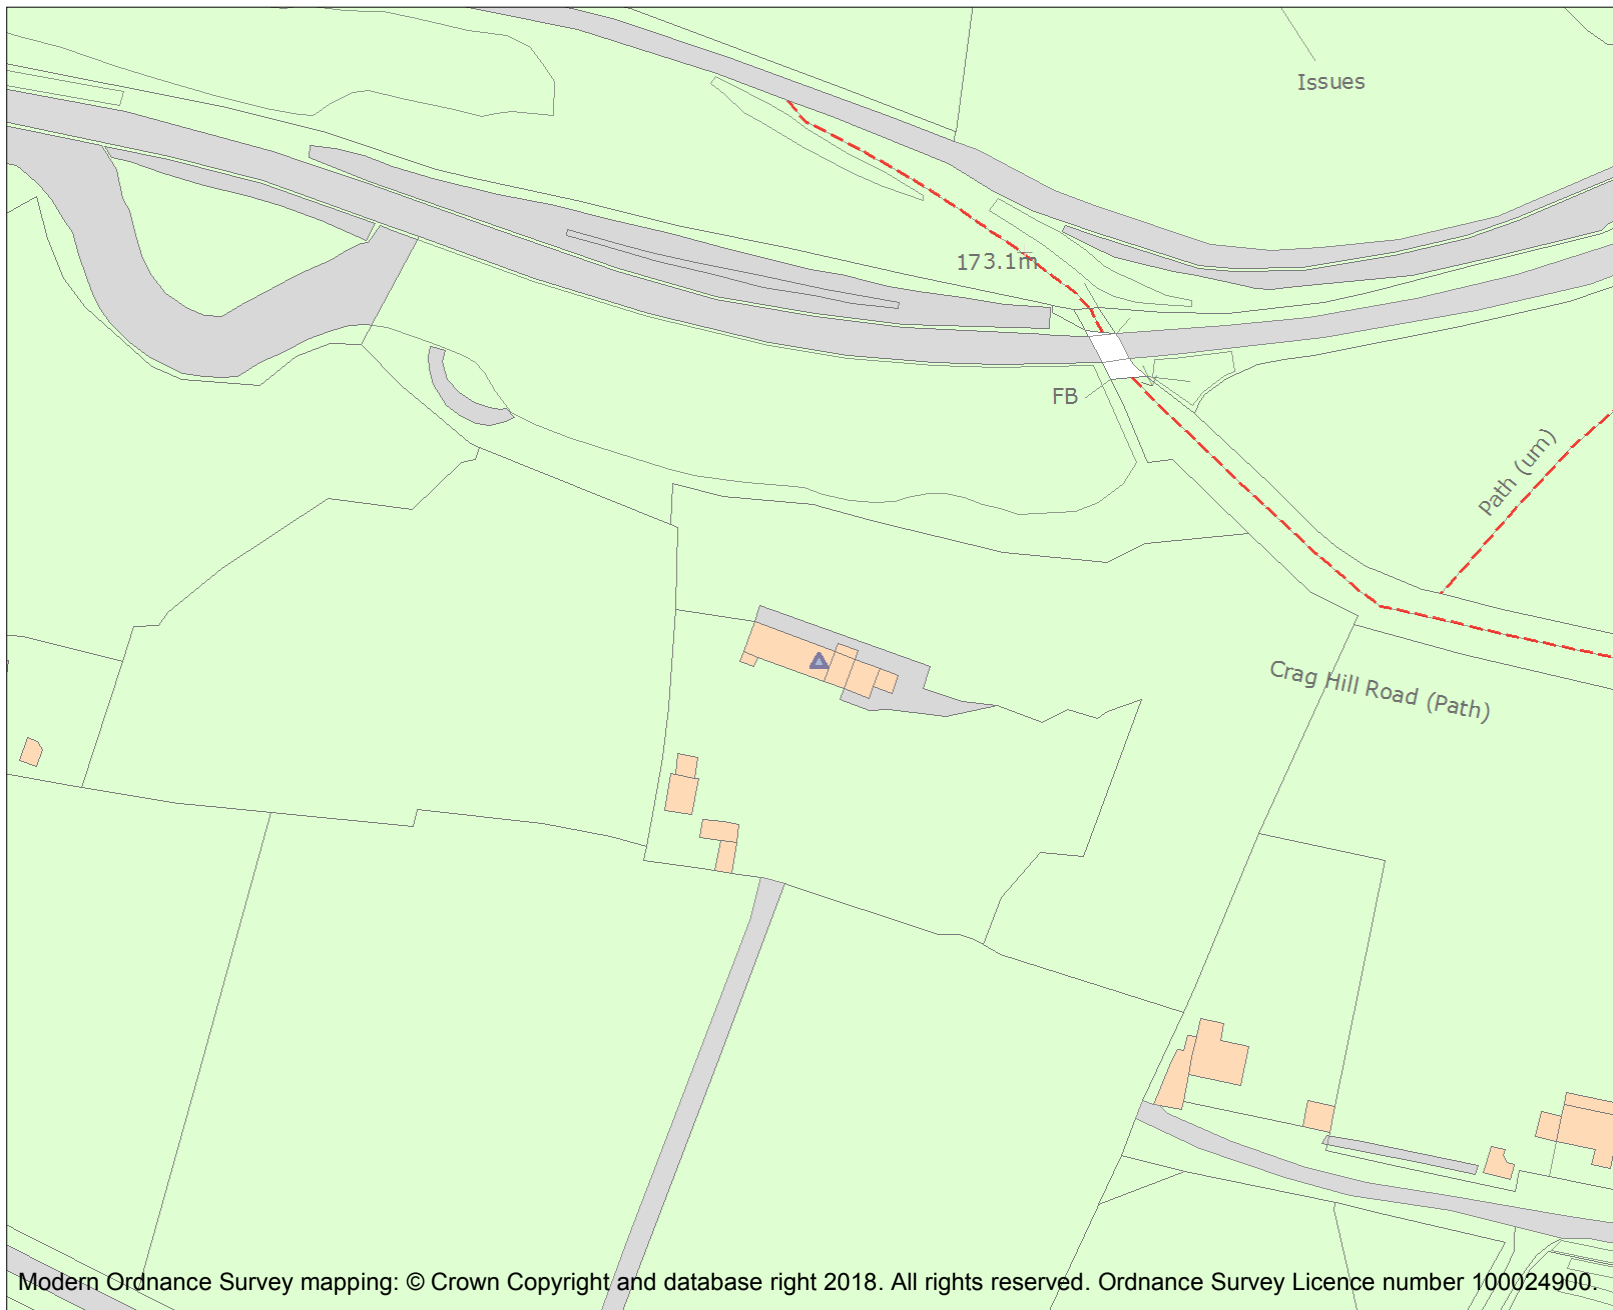 Issues
173.1m
FB
Path (um)
Crag Hill Road (Path)
Modern Ordnance Survey mapping: © Crown Copyright and database right 2018. All rights reserved. Ordnance Survey Licence number 100024900.